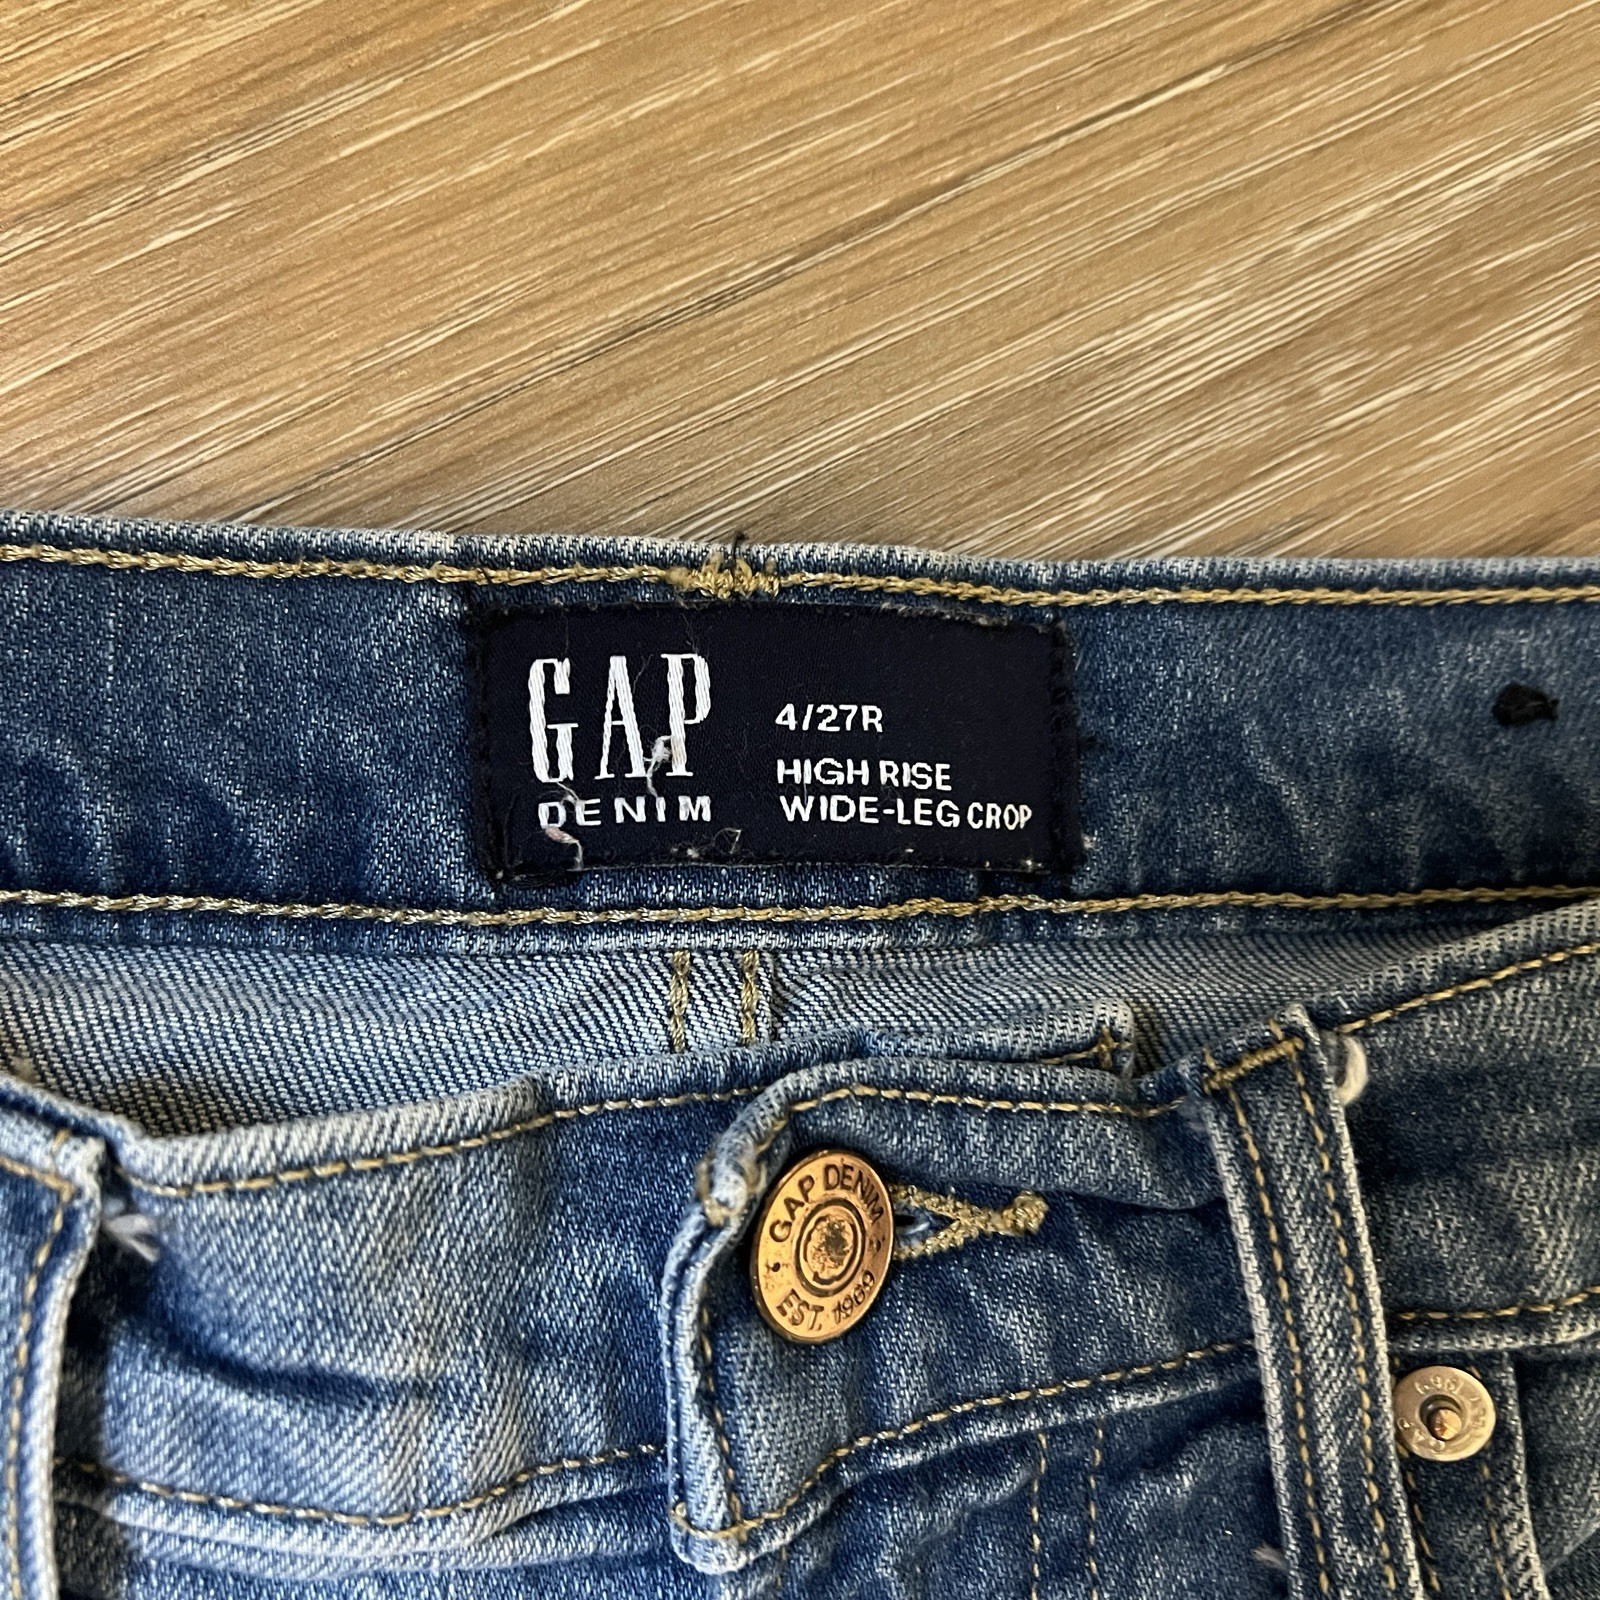 GAP
DENIM
4/27R
HIGH RISE
WIDE-LEG CROP
GAP DENIM
EST. 1969